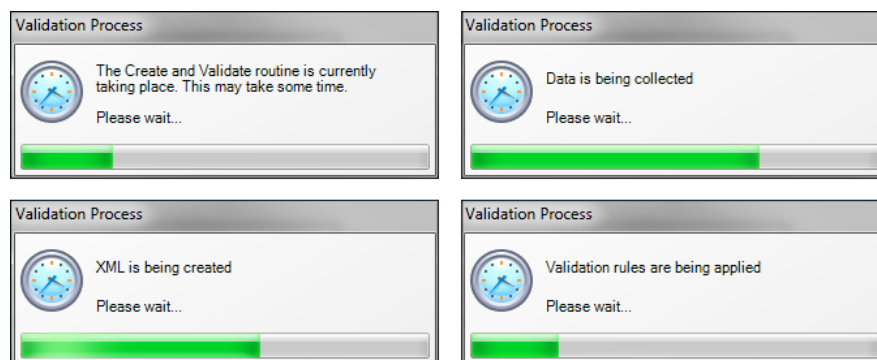 Validation Process
The Create and Validate routine is currently
taking place. This may take some time.
Please wait...
Validation Process
Data is being collected
Please wait...
Validation Process
XML is being created
Please wait...
Validation Process
Validation rules are being applied
Please wait...